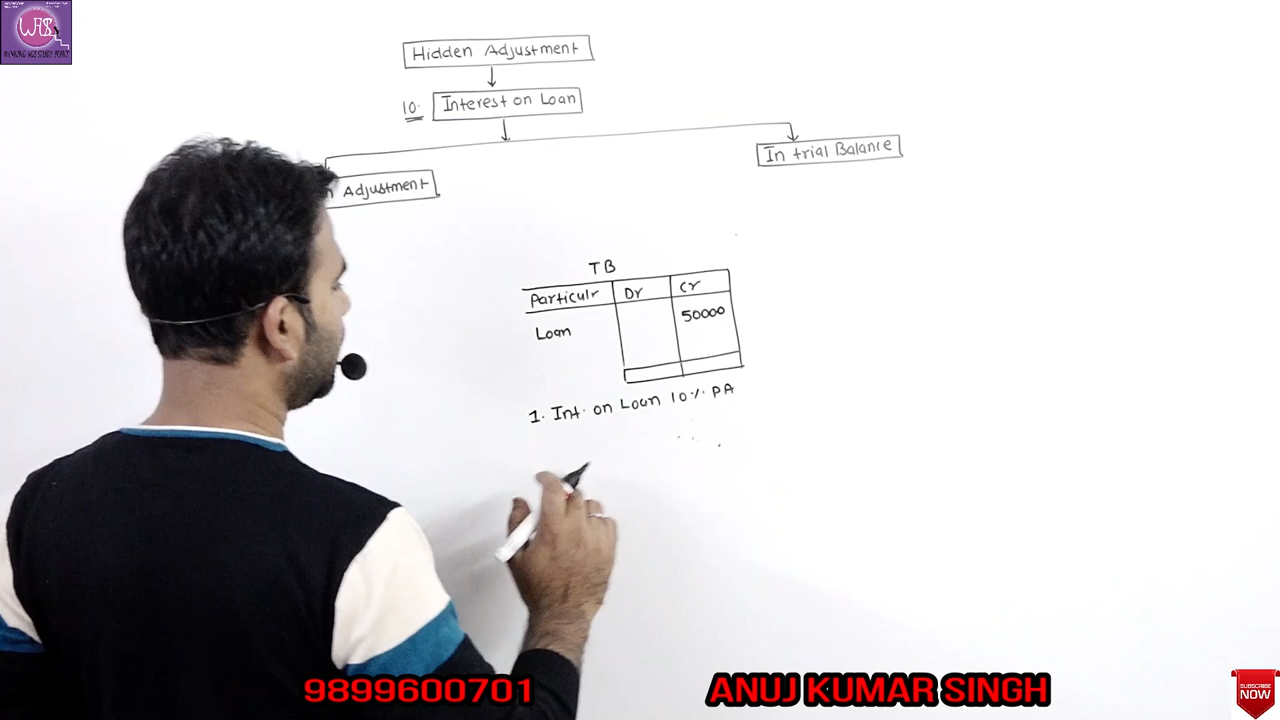 WAS
Hidden Adjustment
10. Interest on Loan
In trial Balance
Adjustment
TB
Particulr Dr Cr
Loan 50000
1. Int. on Loan 10% PA
9899600701 ANUJ KUMAR SINGH
SUBSCRIBE
NOW